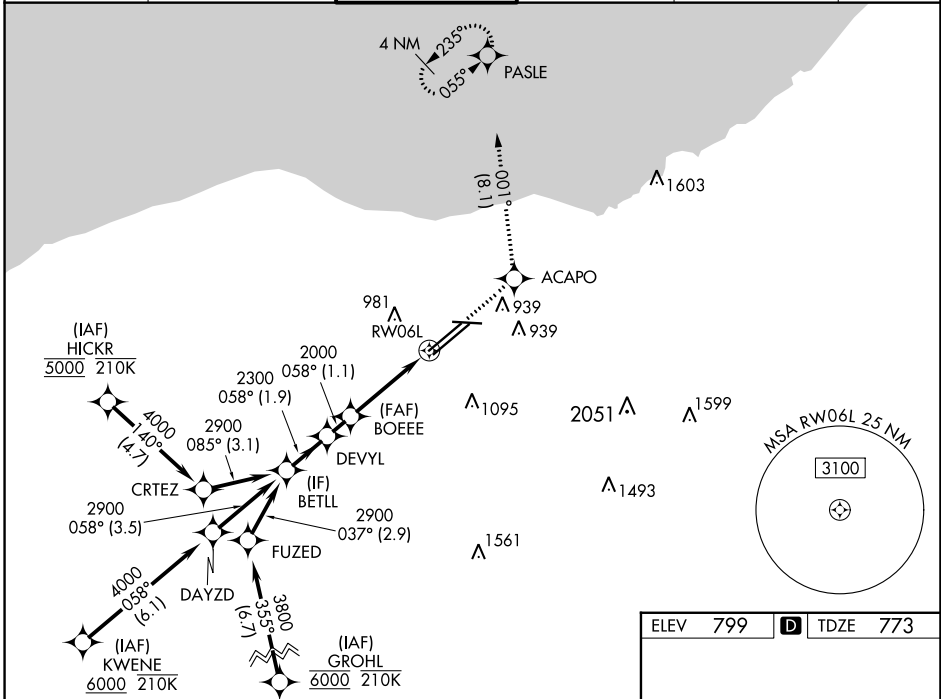 4 NM
235°
055°
PASLE
001°
(8.1)
1603
ACAPO
981
939
RW06L
939
(IAF)
HICKR
5000 210K
2000
058° (1.1)
2300
058° (1.9)
4000
140°
(4.7)
2900
085° (3.1)
(FAF)
BOEEE
1095
2051
1599
MSA RW06L 25 NM
3100
DEVYL
CRTEZ
(IF)
BETLL
1493
2900
058° (3.5)
2900
037° (2.9)
FUZED
1561
DAYZD
4000
058°
(6.1)
3800
355°
(6.7)
(IAF)
KWENE
6000 210K
(IAF)
GROHL
6000 210K
ELEV 799 D TDZE 773